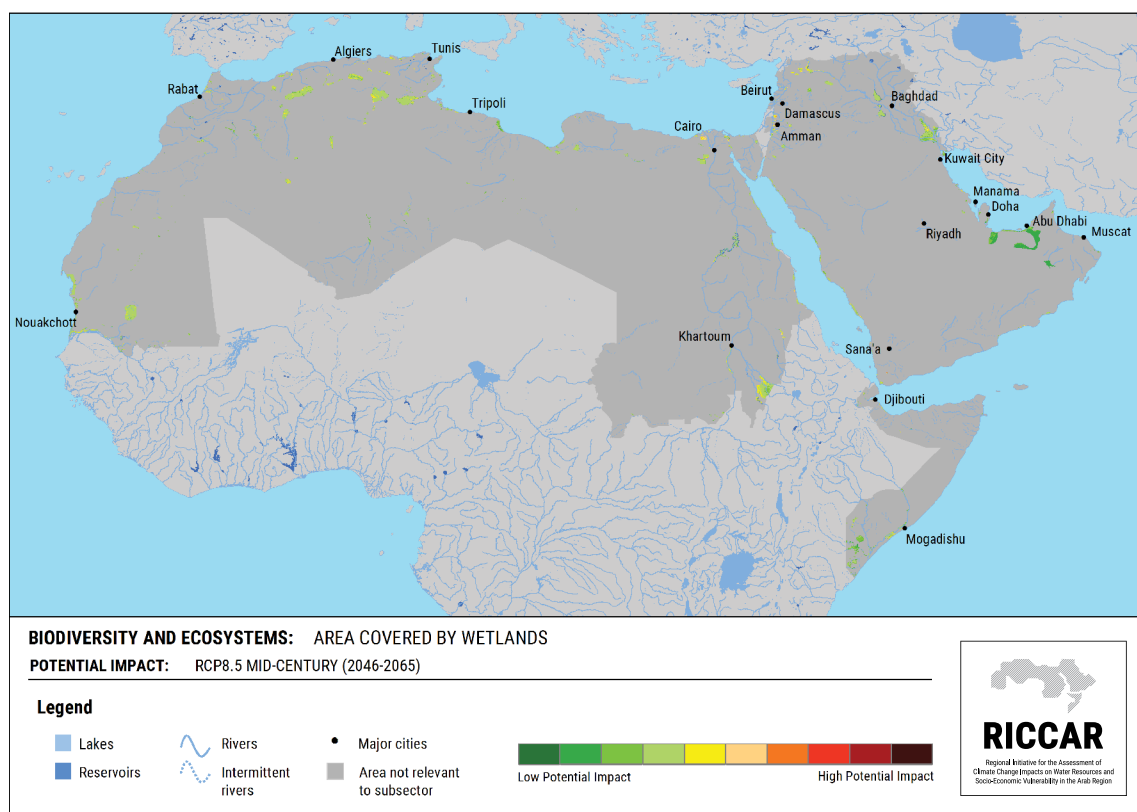 Algiers
Tunis
Rabat
Tripoli
Beirut
Damascus
Amman
Baghdad
Cairo
Kuwait City
Manama
Doha
Abu Dhabi
Muscat
Riyadh
Nouakchott
Khartoum
Sana'a
Djibouti
Mogadishu
BIODIVERSITY AND ECOSYSTEMS: AREA COVERED BY WETLANDS
POTENTIAL IMPACT: RCP8.5 MID-CENTURY (2046-2065)
Legend
Lakes
Reservoirs
Rivers
Intermittent
rivers
Major cities
Area not relevant
to subsector
Low Potential Impact
High Potential Impact
RICCAR
Regional Initiative for the Assessment of
Climate Change Impacts on Water Resources and
Socio-Economic Vulnerability in the Arab Region